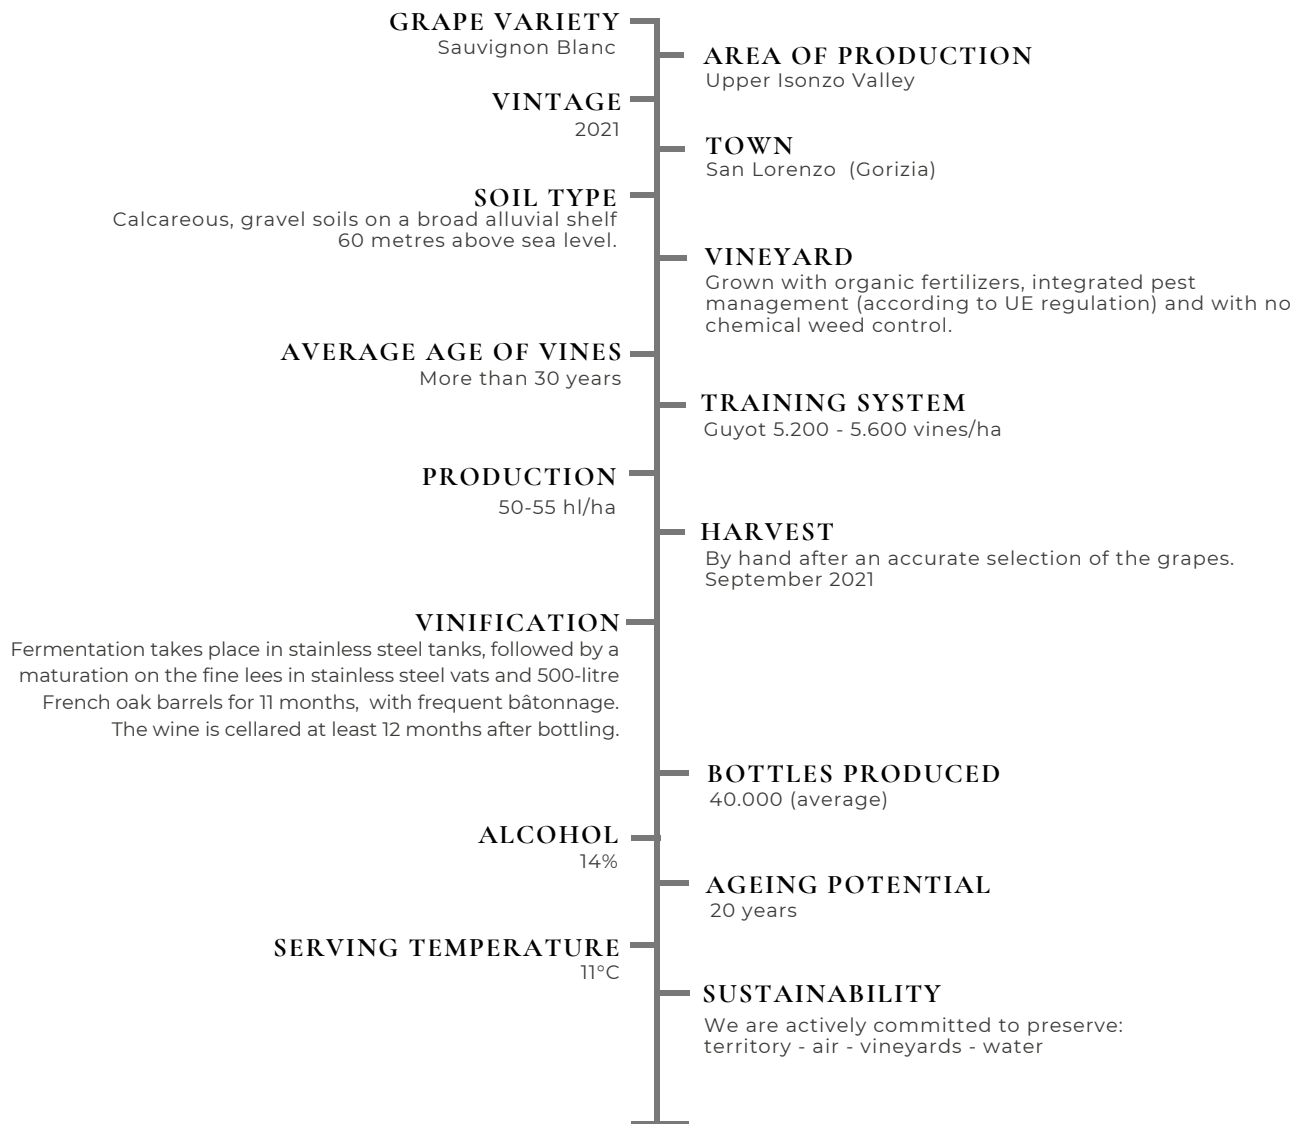 GRAPE VARIETY
Sauvignon Blanc
AREA OF PRODUCTION
Upper Isonzo Valley
VINTAGE
2021
TOWN
San Lorenzo  (Gorizia)
SOIL TYPE
Calcareous, gravel soils on a broad alluvial shelf
60 metres above sea level.
VINEYARD
Grown with organic fertilizers, integrated pest
management (according to UE regulation) and with no
chemical weed control.
AVERAGE AGE OF VINES
More than 30 years
TRAINING SYSTEM
Guyot 5.200 - 5.600 vines/ha
PRODUCTION
50-55 hl/ha
HARVEST
By hand after an accurate selection of the grapes.
September 2021
VINIFICATION
Fermentation takes place in stainless steel tanks, followed by a
maturation on the fine lees in stainless steel vats and 500-litre
French oak barrels for 11 months,  with frequent bâtonnage.
The wine is cellared at least 12 months after bottling.
BOTTLES PRODUCED
40.000 (average)
ALCOHOL
14%
AGEING POTENTIAL
20 years
SERVING TEMPERATURE
11°C
SUSTAINABILITY
We are actively committed to preserve:
territory - air - vineyards - water